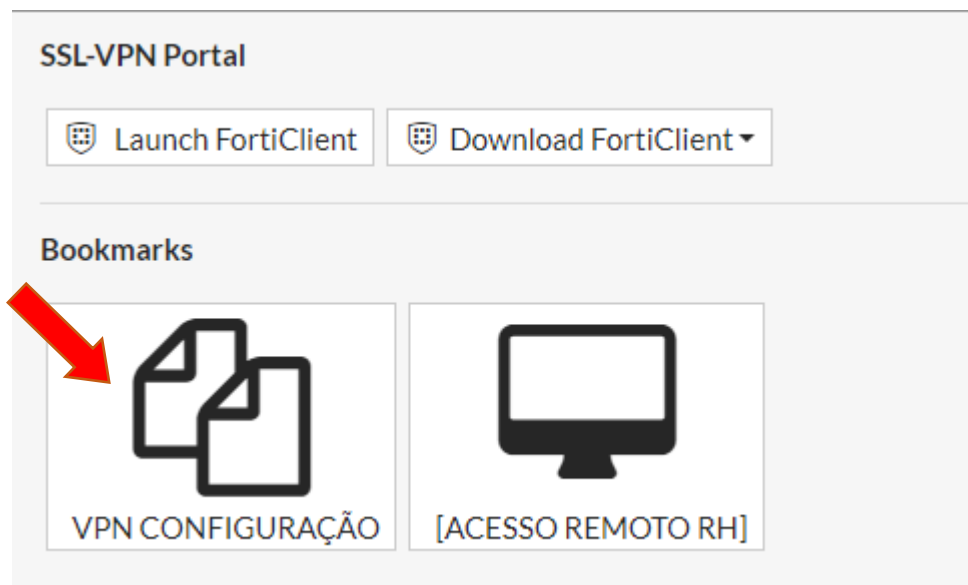 SSL-VPN Portal
Launch FortiClient
Download FortiClient
Bookmarks
VPN CONFIGURAÇÃO
[ACESSO REMOTO RH]